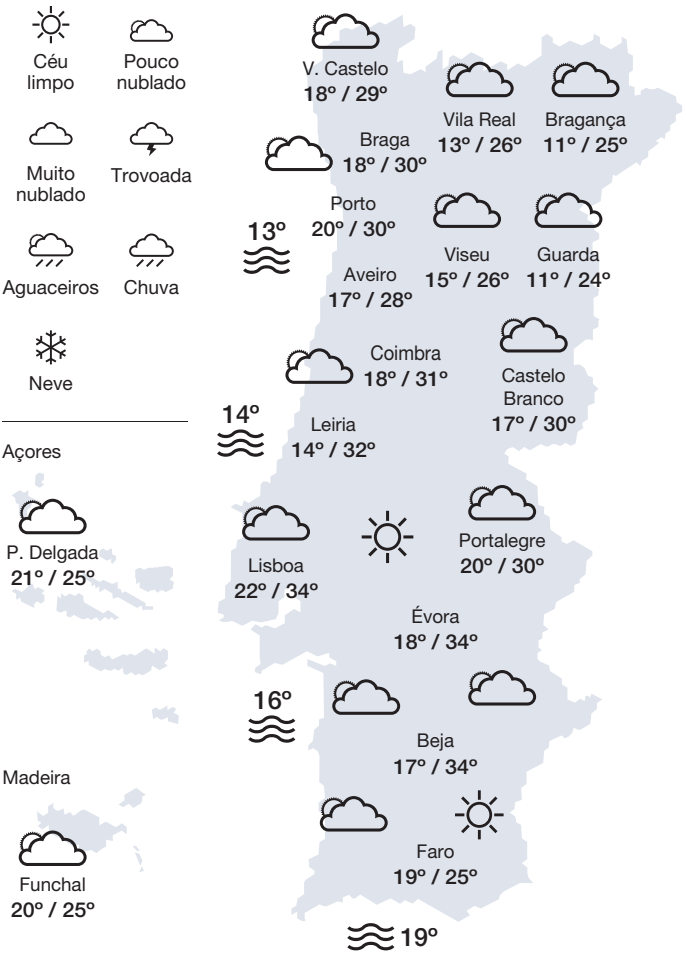 Céu
limpo
Pouco
nublado
Muito
nublado
Trovoada
Aguaceiros
Chuva
Neve
Açores
P. Delgada
21º / 25º
Madeira
Funchal
20º / 25º
V. Castelo
18º / 29º
Vila Real
13º / 26º
Bragança
11º / 25º
Braga
18º / 30º
Porto
20º / 30º
13º
Viseu
15º / 26º
Guarda
11º / 24º
Aveiro
17º / 28º
Coimbra
18º / 31º
Castelo
Branco
17º / 30º
14º
Leiria
14º / 32º
Lisboa
22º / 34º
Portalegre
20º / 30º
Évora
18º / 34º
16º
Beja
17º / 34º
Faro
19º / 25º
19º